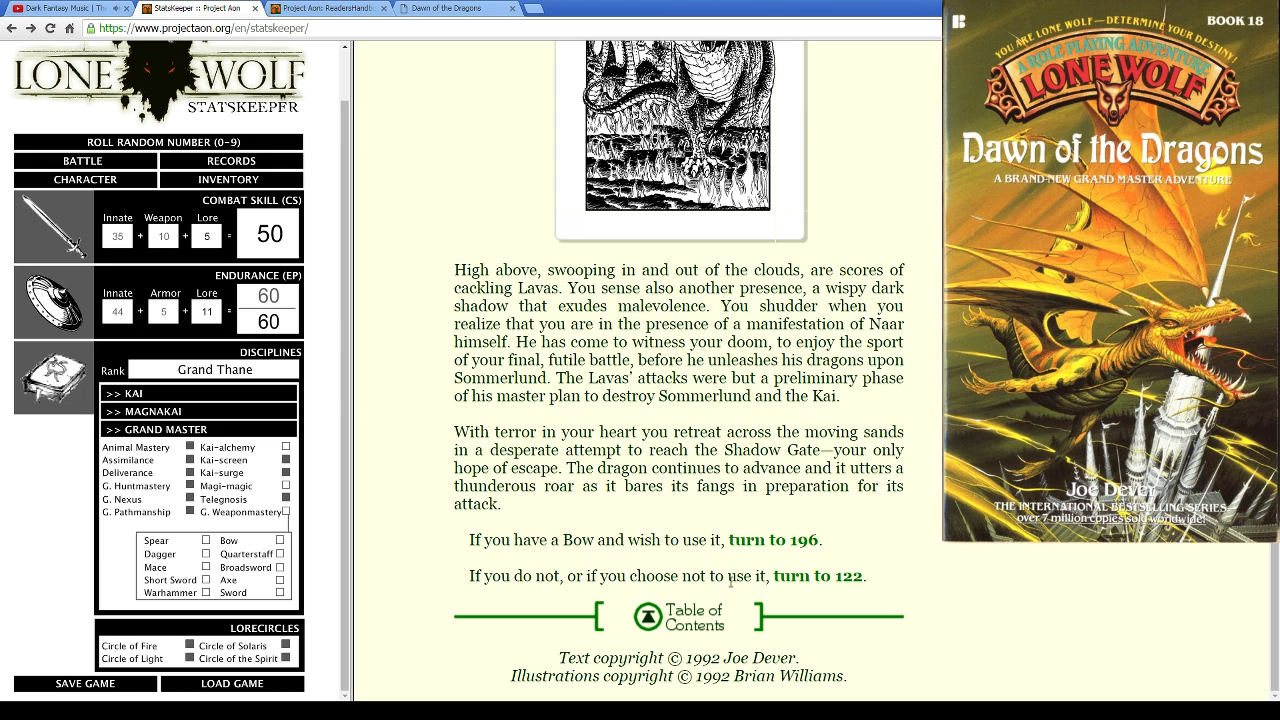 Dark Fantasy Music | Th
StatsKeeper :: Project Aon
Project Aon: ReadersHandb
Dawn of the Dragons
https://www.projectaon.org/en/statskeeper/
LONE WOLF
STATSKEEPER
ROLL RANDOM NUMBER (0-9)
BATTLE RECORDS
CHARACTER INVENTORY
COMBAT SKILL (CS)
Innate Weapon Lore
35 + 10 + 5 = 50
ENDURANCE (EP)
Innate Armor Lore
44 + 5 + 11 = 60
60
DISCIPLINES
Rank Grand Thane
>> KAI
>> MAGNAKAI
>> GRAND MASTER
Animal Mastery Kai-alchemy
Assimilance Kai-screen
Deliverance Kai-surge
G. Huntmastery Magi-magic
G. Nexus Telegnosis
G. Pathmanship G. Weaponmastery
Spear Bow
Dagger Quarterstaff
Mace Broadsword
Short Sword Axe
Warhammer Sword
LORECIRCLES
Circle of Fire Circle of Solaris
Circle of Light Circle of the Spirit
SAVE GAME LOAD GAME
High above, swooping in and out of the clouds, are scores of
cackling Lavas. You sense also another presence, a wispy dark
shadow that exudes malevolence. You shudder when you
realize that you are in the presence of a manifestation of Naar
himself. He has come to witness your doom, to enjoy the sport
of your final, futile battle, before he unleashes his dragons upon
Sommerlund. The Lavas' attacks were but a preliminary phase
of his master plan to destroy Sommerlund and the Kai.
With terror in your heart you retreat across the moving sands
in a desperate attempt to reach the Shadow Gate—your only
hope of escape. The dragon continues to advance and it utters a
thunderous roar as it bares its fangs in preparation for its
attack.
If you have a Bow and wish to use it, turn to 196.
If you do not, or if you choose not to use it, turn to 122.
Table of
Contents
Text copyright © 1992 Joe Dever.
Illustrations copyright © 1992 Brian Williams.
B
BOOK 18
YOU ARE LONE WOLF—DETERMINE YOUR DESTINY!
A ROLE PLAYING ADVENTURE
LONE WOLF
Dawn of the Dragons
A BRAND-NEW GRAND MASTER ADVENTURE
Joe Dever
THE INTERNATIONAL BESTSELLING SERIES—
over 7 million copies sold worldwide!